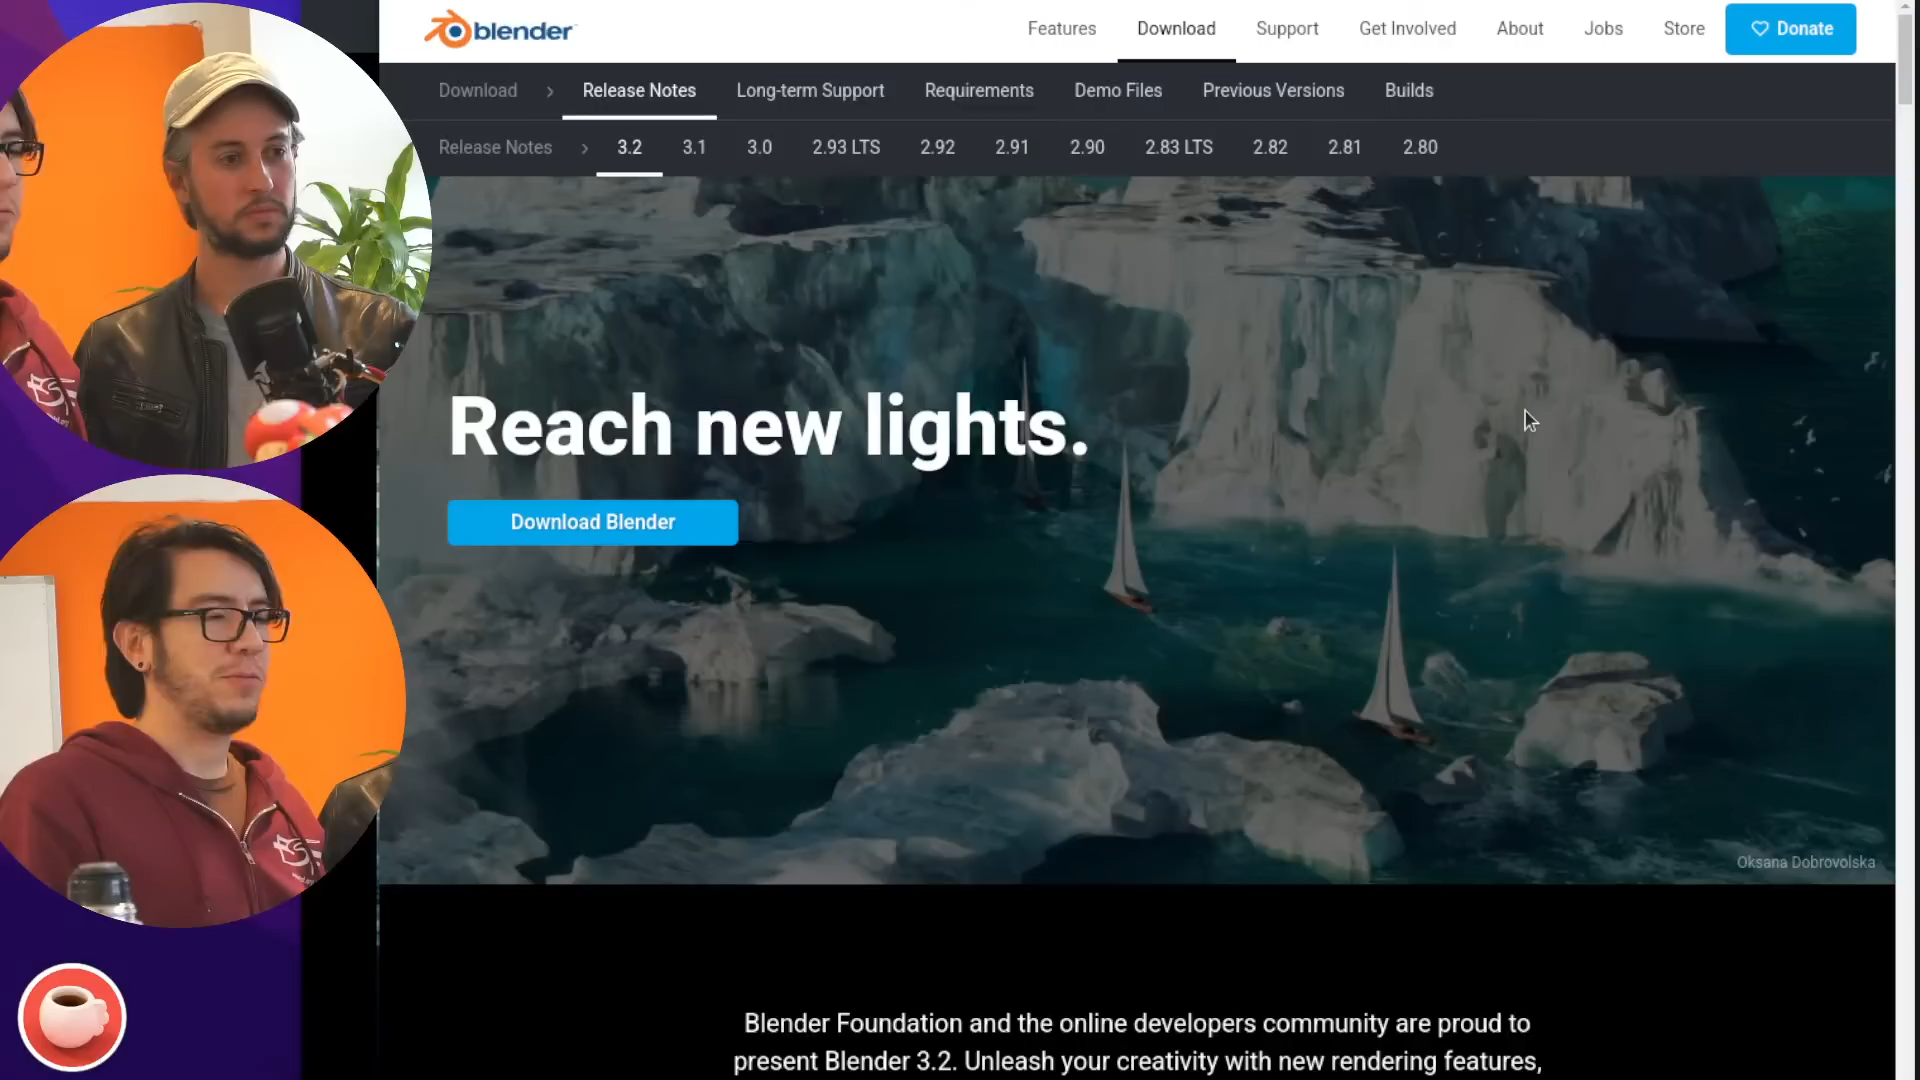 blender
Features
Download
Support
Get Involved
About
Jobs
Store
Donate
Download
Release Notes
Long-term Support
Requirements
Demo Files
Previous Versions
Builds
Release Notes
3.2
3.1
3.0
2.93 LTS
2.92
2.91
2.90
2.83 LTS
2.82
2.81
2.80
Reach new lights.
Download Blender
Oksana Dobrovolska
Blender Foundation and the online developers community are proud to
present Blender 3.2. Unleash your creativity with new rendering features,